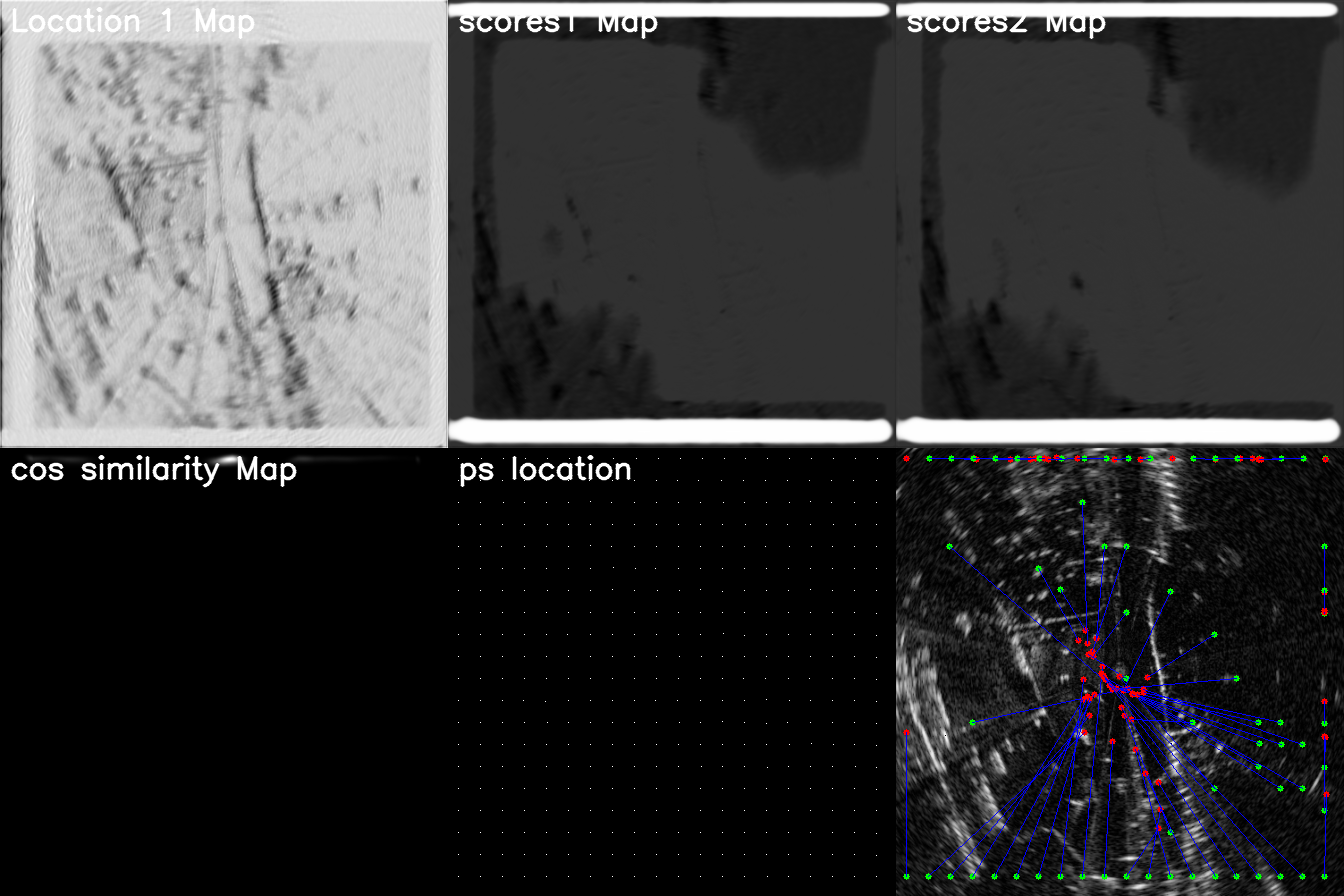 Location 1 Map
scores1 Map
scores2 Map
cos similarity Map
ps location